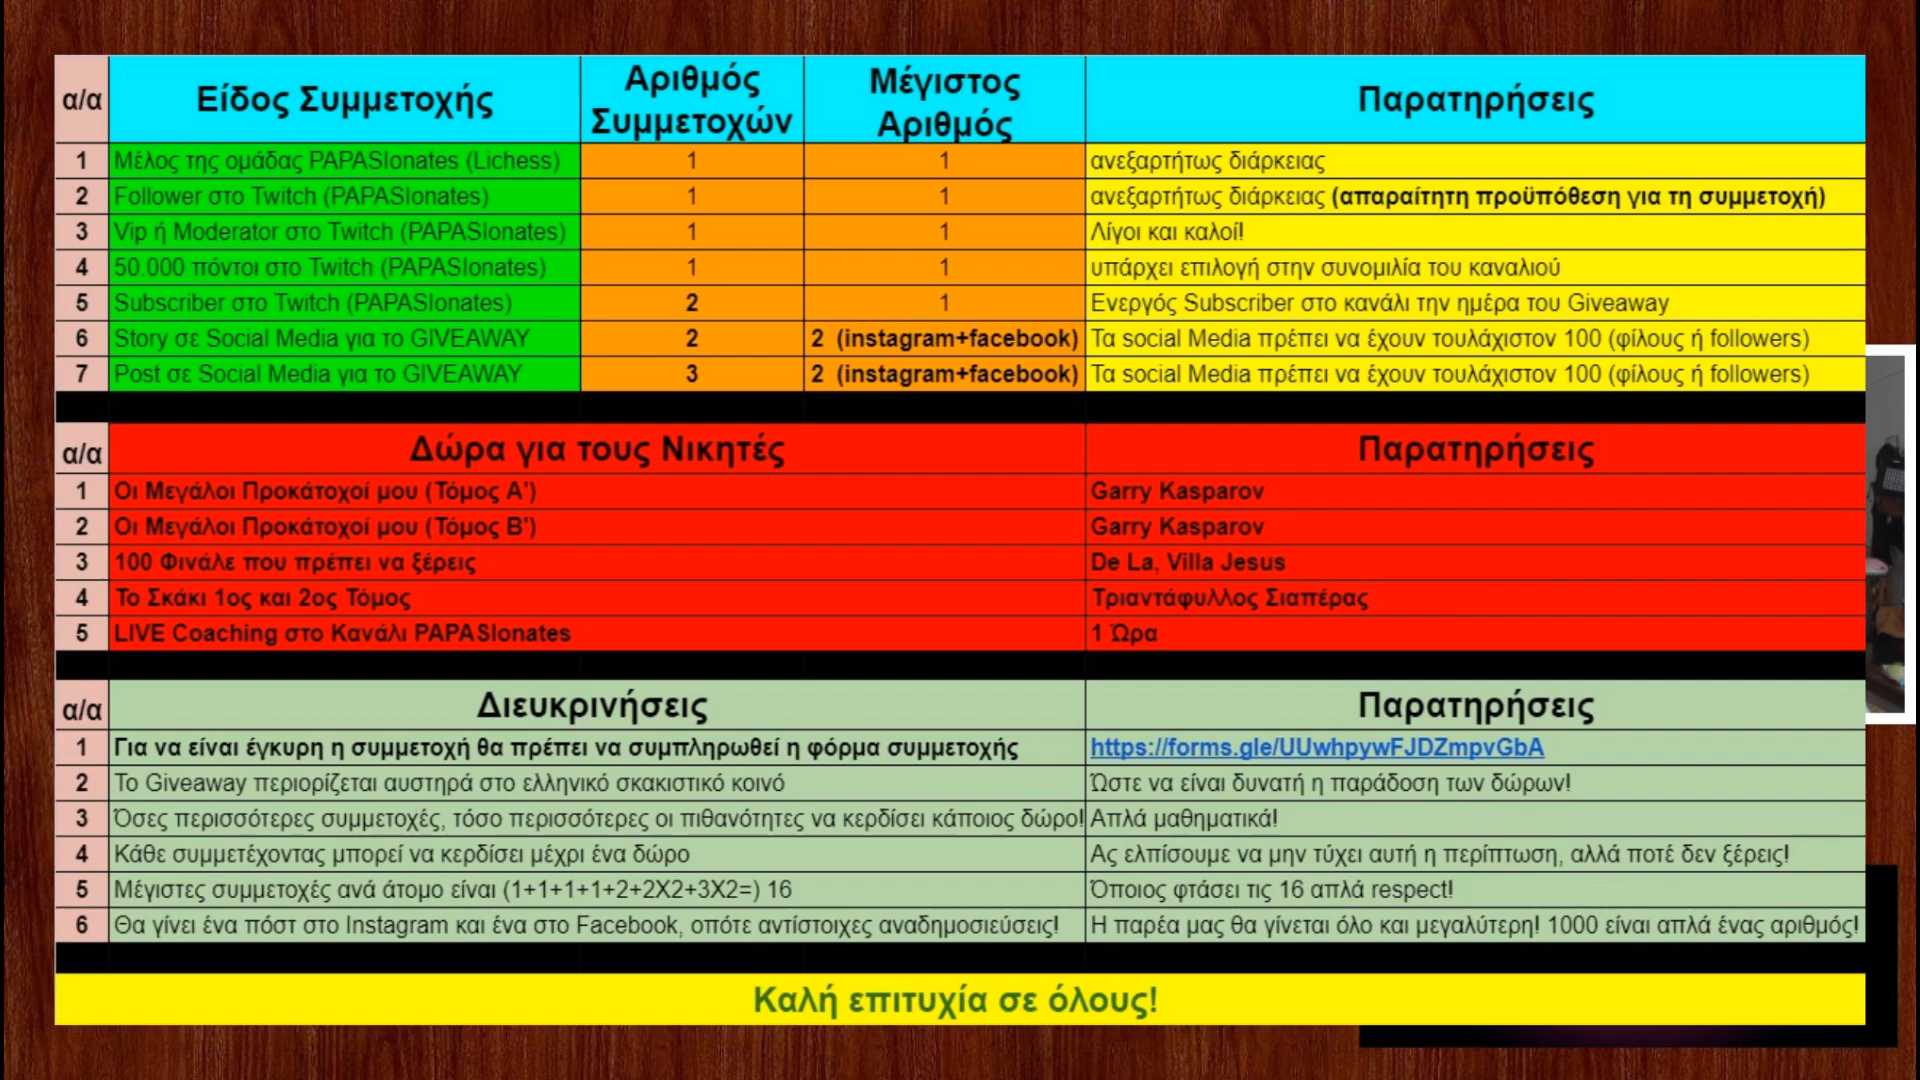 α/α Είδος Συμμετοχής Αριθμός Συμμετοχών Μέγιστος Αριθμός Παρατηρήσεις
1 Μέλος της ομάδας PAPASIonates (Lichess) 1 1 ανεξαρτήτως διάρκειας
2 Follower στο Twitch (PAPASIonates) 1 1 ανεξαρτήτως διάρκειας (απαραίτητη προϋπόθεση για τη συμμετοχή)
3 Vip ή Moderator στο Twitch (PAPASIonates) 1 1 Λίγοι και καλοί!
4 50.000 πόντοι στο Twitch (PAPASIonates) 1 1 υπάρχει επιλογή στην συνομιλία του καναλιού
5 Subscriber στο Twitch (PAPASIonates) 2 1 Ενεργός Subscriber στο κανάλι την ημέρα του Giveaway
6 Story σε Social Media για το GIVEAWAY 2 2 (instagram+facebook) Τα social Media πρέπει να έχουν τουλάχιστον 100 (φίλους ή followers)
7 Post σε Social Media για το GIVEAWAY 3 2 (instagram+facebook) Τα social Media πρέπει να έχουν τουλάχιστον 100 (φίλους ή followers)
α/α Δώρα για τους Νικητές Παρατηρήσεις
1 Οι Μεγάλοι Προκάτοχοί μου (Τόμος Α') Garry Kasparov
2 Οι Μεγάλοι Προκάτοχοί μου (Τόμος Β') Garry Kasparov
3 100 Φινάλε που πρέπει να ξέρεις De La, Villa Jesus
4 Το Σκάκι 1ος και 2ος Τόμος Τριαντάφυλλος Σιαπέρας
5 LIVE Coaching στο Κανάλι PAPASIonates 1 Ώρα
α/α Διευκρινήσεις Παρατηρήσεις
1 Για να είναι έγκυρη η συμμετοχή θα πρέπει να συμπληρωθεί η φόρμα συμμετοχής https://forms.gle/UUwhpywFJDZmpvGbA
2 Το Giveaway περιορίζεται αυστηρά στο ελληνικό σκακιστικό κοινό Ώστε να είναι δυνατή η παράδοση των δώρων!
3 Όσες περισσότερες συμμετοχές, τόσο περισσότερες οι πιθανότητες να κερδίσει κάποιος δώρο! Απλά μαθηματικά!
4 Κάθε συμμετέχοντας μπορεί να κερδίσει μέχρι ένα δώρο Ας ελπίσουμε να μην τύχει αυτή η περίπτωση, αλλά ποτέ δεν ξέρεις!
5 Μέγιστες συμμετοχές ανά άτομο είναι (1+1+1+1+2+2Χ2+3Χ2=) 16 Όποιος φτάσει τις 16 απλά respect!
6 Θα γίνει ένα πόστ στο Instagram και ένα στο Facebook, οπότε αντίστοιχες αναδημοσιεύσεις! Η παρέα μας θα γίνεται όλο και μεγαλύτερη! 1000 είναι απλά ένας αριθμός!
Καλή επιτυχία σε όλους!